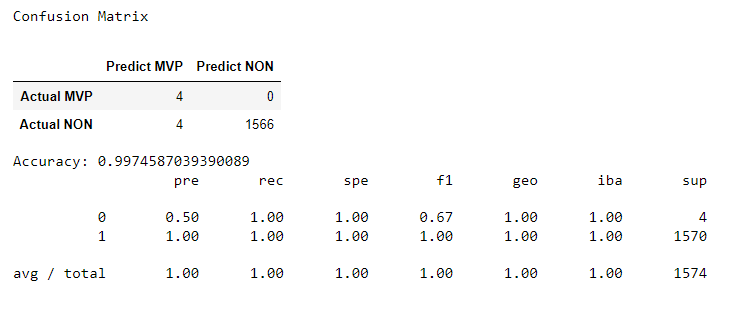 Confusion Matrix
Predict MVP Predict NON
Actual MVP 4 0
Actual NON 4 1566
Accuracy: 0.9974587039390089
pre rec spe f1 geo iba sup
0 0.50 1.00 1.00 0.67 1.00 1.00 4
1 1.00 1.00 1.00 1.00 1.00 1.00 1570
avg / total 1.00 1.00 1.00 1.00 1.00 1.00 1574